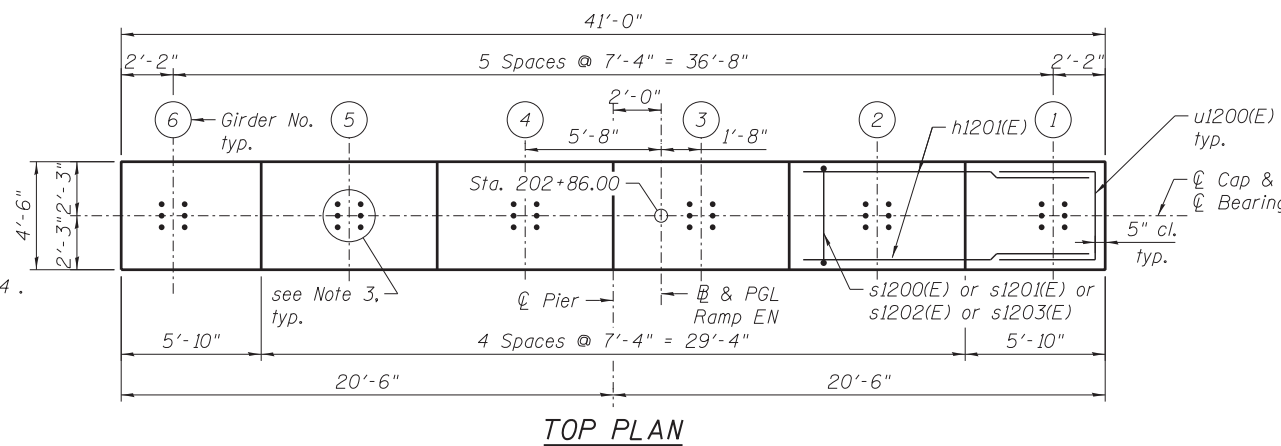 41'-0"
2'-2"
5 Spaces @ 7'-4" = 36'-8"
2'-2"
2'-0"
6
Girder No.
typ.
5
4
3
2
1
5'-8"
1'-8"
h1201(E)
u1200(E)
typ.
Sta. 202+86.00
4'-6"
2'-3"
2'-3"
℄ Cap &
℄ Bearing
5" cl.
typ.
4.
see Note 3,
typ.
℄ Pier
B & PGL
Ramp EN
s1200(E) or s1201(E) or
s1202(E) or s1203(E)
5'-10"
4 Spaces @ 7'-4" = 29'-4"
5'-10"
20'-6"
20'-6"
TOP PLAN